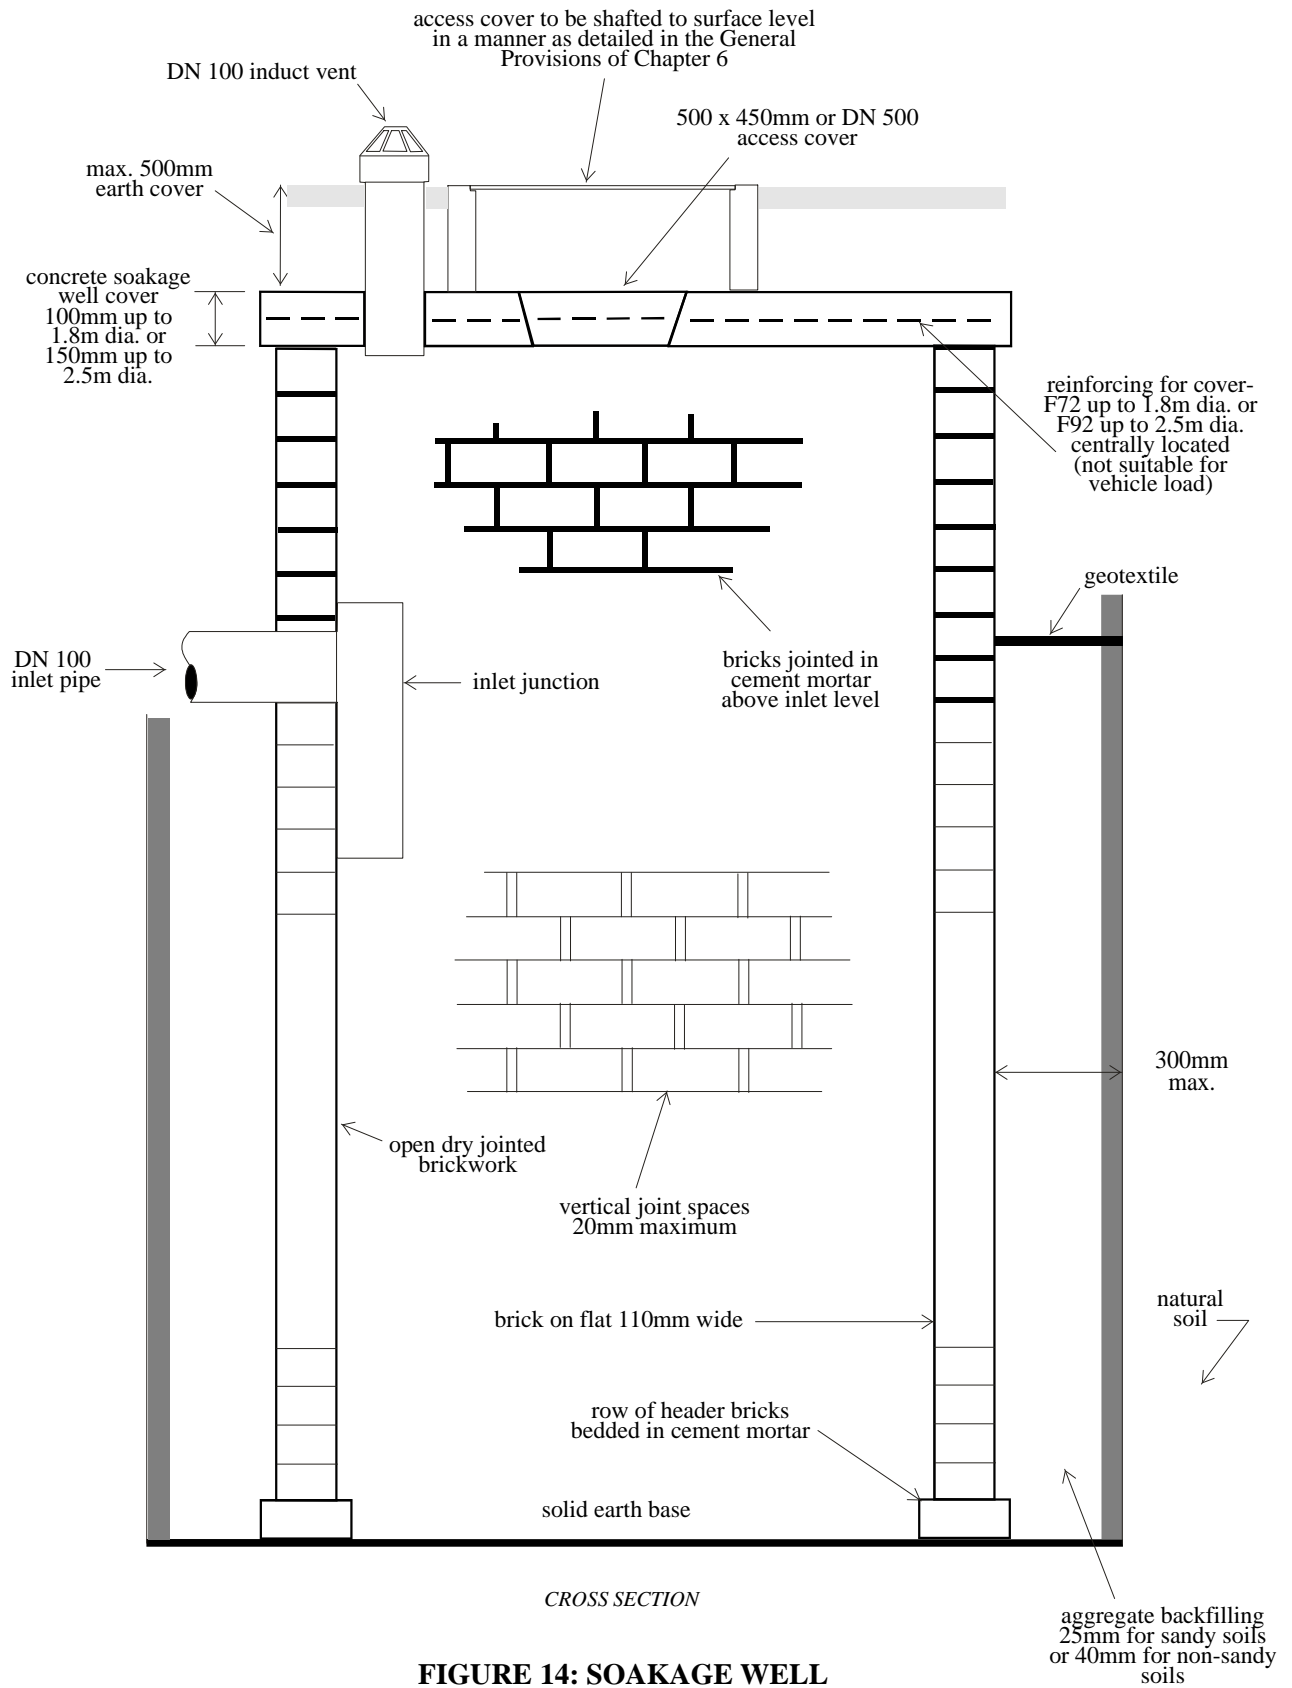 access cover to be shafted to surface level
in a manner as detailed in the General
Provisions of Chapter 6
DN 100 induct vent
500 x 450mm or DN 500
access cover
max. 500mm
earth cover
concrete soakage
well cover
100mm up to
1.8m dia. or
150mm up to
2.5m dia.
reinforcing for cover-
F72 up to 1.8m dia. or
F92 up to 2.5m dia.
centrally located
(not suitable for
vehicle load)
geotextile
DN 100
inlet pipe
inlet junction
bricks jointed in
cement mortar
above inlet level
300mm
max.
open dry jointed
brickwork
vertical joint spaces
20mm maximum
brick on flat 110mm wide
natural
soil
row of header bricks
bedded in cement mortar
solid earth base
CROSS SECTION
aggregate backfilling
25mm for sandy soils
or 40mm for non-sandy
soils
FIGURE 14: SOAKAGE WELL